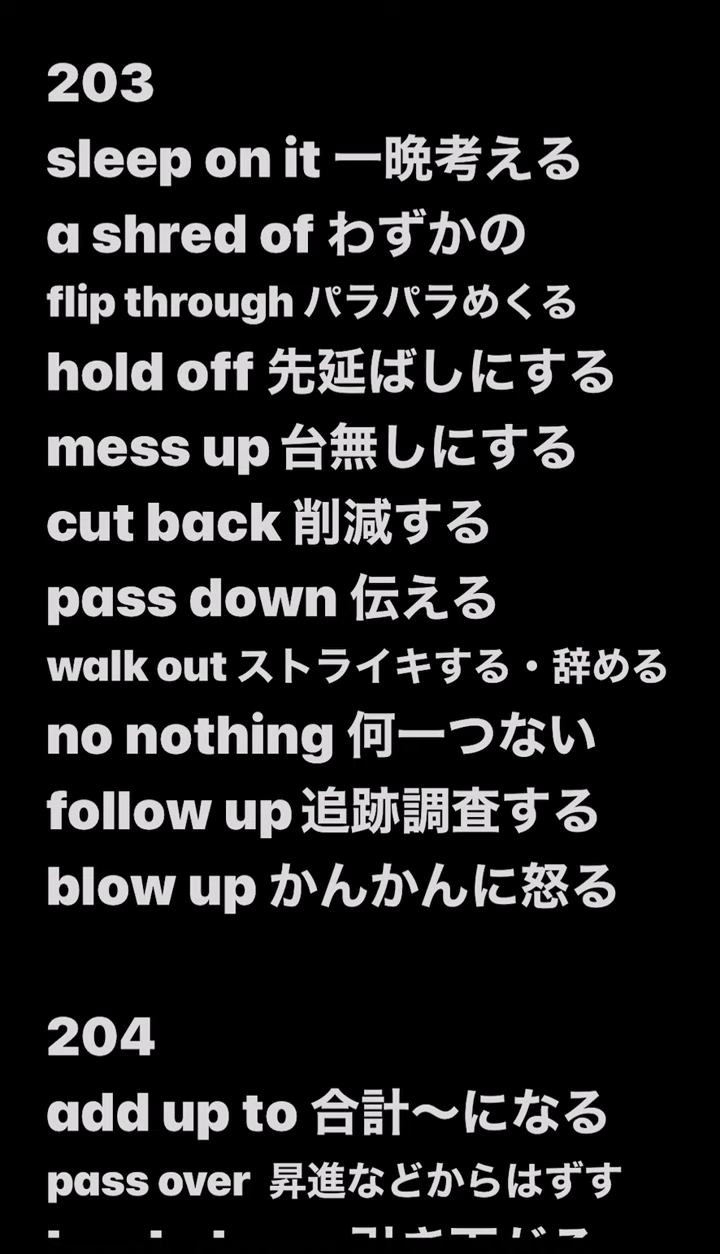 203
sleep on it 一晩考える
a shred of わずかの
flip through パラパラめくる
hold off 先延ばしにする
mess up 台無しにする
cut back 削減する
pass down 伝える
walk out ストライキする・辞める
no nothing 何一つない
follow up 追跡調査する
blow up かんかんに怒る
204
add up to 合計〜になる
pass over 昇進などからはずす